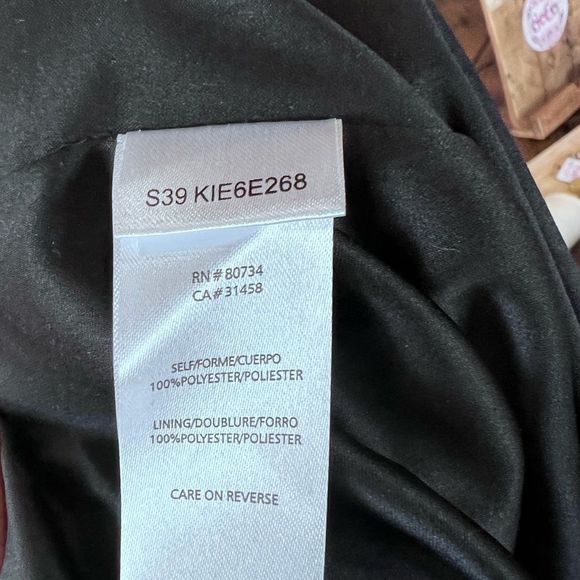 S39 KIE6E268
RN # 80734
CA# 31458
SELF/FORME/CUERPO
100%POLYESTER/POLIESTER
LINING/DOUBLURE/FORRO
100%POLYESTER/POLIESTER
CARE ON REVERSE